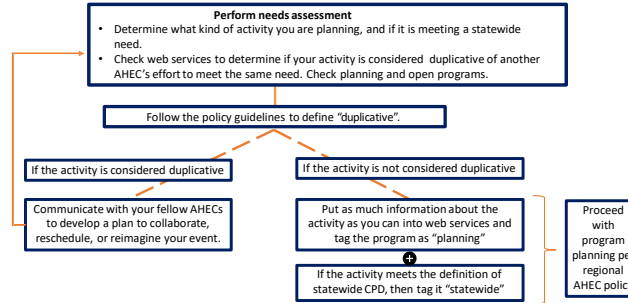 Perform needs assessment
• Determine what kind of activity you are planning, and if it is meeting a statewide
need.
• Check web services to determine if your activity is considered duplicative of another
AHEC's effort to meet the same need. Check planning and open programs.
Follow the policy guidelines to define "duplicative".
If the activity is considered duplicative
If the activity is not considered duplicative
Communicate with your fellow AHECs
to develop a plan to collaborate,
reschedule, or reimagine your event.
Put as much information about the
activity as you can into web services and
tag the program as "planning"
+
If the activity meets the definition of
statewide CPD, then tag it "statewide"
Proceed
with
program
planning pe
regional
AHEC polic